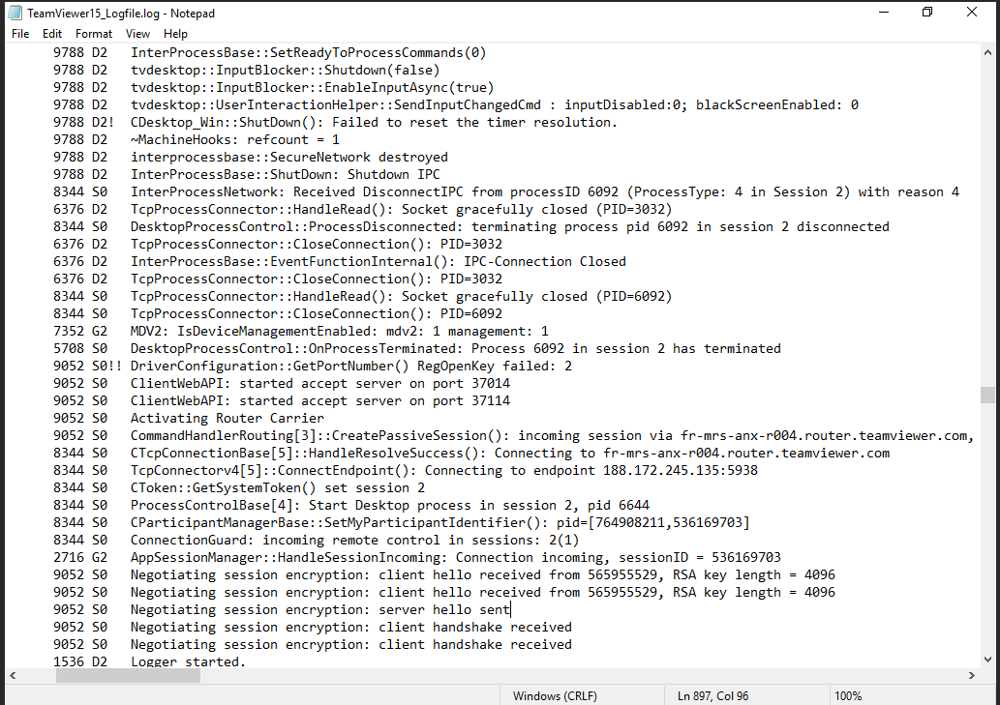 TeamViewer15_Logfile.log - Notepad
File Edit Format View Help
9788 D2 InterProcessBase::SetReadyToProcessCommands(0)
9788 D2 tvdesktop::InputBlocker::Shutdown(false)
9788 D2 tvdesktop::InputBlocker::EnableInputAsync(true)
9788 D2 tvdesktop::UserInteractionHelper::SendInputChangedCmd : inputDisabled:0; blackScreenEnabled: 0
9788 D2! CDesktop_Win::ShutDown(): Failed to reset the timer resolution.
9788 D2 ~MachineHooks: refcount = 1
9788 D2 interprocessbase::SecureNetwork destroyed
9788 D2 InterProcessBase::ShutDown: Shutdown IPC
8344 S0 InterProcessNetwork: Received DisconnectIPC from processID 6092 (ProcessType: 4 in Session 2) with reason 4
6376 D2 TcpProcessConnector::HandleRead(): Socket gracefully closed (PID=3032)
8344 S0 DesktopProcessControl::ProcessDisconnected: terminating process pid 6092 in session 2 disconnected
6376 D2 TcpProcessConnector::CloseConnection(): PID=3032
6376 D2 InterProcessBase::EventFunctionInternal(): IPC-Connection Closed
6376 D2 TcpProcessConnector::CloseConnection(): PID=3032
8344 S0 TcpProcessConnector::HandleRead(): Socket gracefully closed (PID=6092)
8344 S0 TcpProcessConnector::CloseConnection(): PID=6092
7352 G2 MDV2: IsDeviceManagementEnabled: mdv2: 1 management: 1
5708 S0 DesktopProcessControl::OnProcessTerminated: Process 6092 in session 2 has terminated
9052 S0!! DriverConfiguration::GetPortNumber() RegOpenKey failed: 2
9052 S0 ClientWebAPI: started accept server on port 37014
9052 S0 ClientWebAPI: started accept server on port 37114
9052 S0 Activating Router Carrier
9052 S0 CommandHandlerRouting[3]::CreatePassiveSession(): incoming session via fr-mrs-anx-r004.router.teamviewer.com,
8344 S0 CTcpConnectionBase[5]::HandleResolveSuccess(): Connecting to fr-mrs-anx-r004.router.teamviewer.com
8344 S0 TcpConnectorv4[5]::ConnectEndpoint(): Connecting to endpoint 188.172.245.135:5938
8344 S0 CToken::GetSystemToken() set session 2
8344 S0 ProcessControlBase[4]: Start Desktop process in session 2, pid 6644
8344 S0 CParticipantManagerBase::SetMyParticipantIdentifier(): pid=[764908211,536169703]
8344 S0 ConnectionGuard: incoming remote control in sessions: 2(1)
2716 G2 AppSessionManager::HandleSessionIncoming: Connection incoming, sessionID = 536169703
9052 S0 Negotiating session encryption: client hello received from 565955529, RSA key length = 4096
9052 S0 Negotiating session encryption: client hello received from 565955529, RSA key length = 4096
9052 S0 Negotiating session encryption: server hello sent
9052 S0 Negotiating session encryption: client handshake received
9052 S0 Negotiating session encryption: client handshake received
1536 D2 Logger started.
Windows (CRLF) Ln 897, Col 96 100%